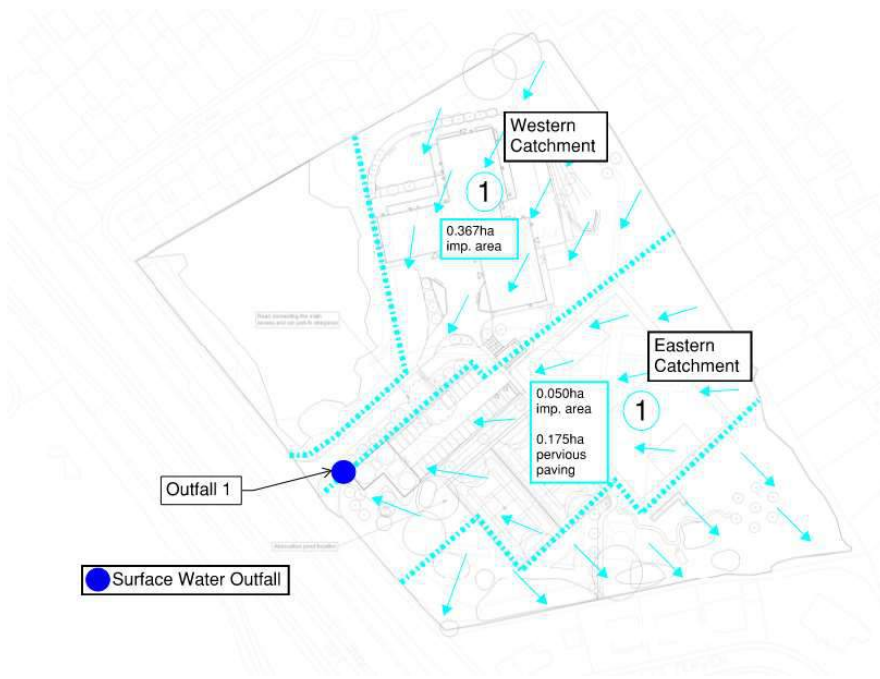 Western
Catchment
1
0.367ha
imp. area
Eastern
Catchment
0.050ha
imp. area
0.175ha
pervious
paving
1
Outfall 1
Surface Water Outfall